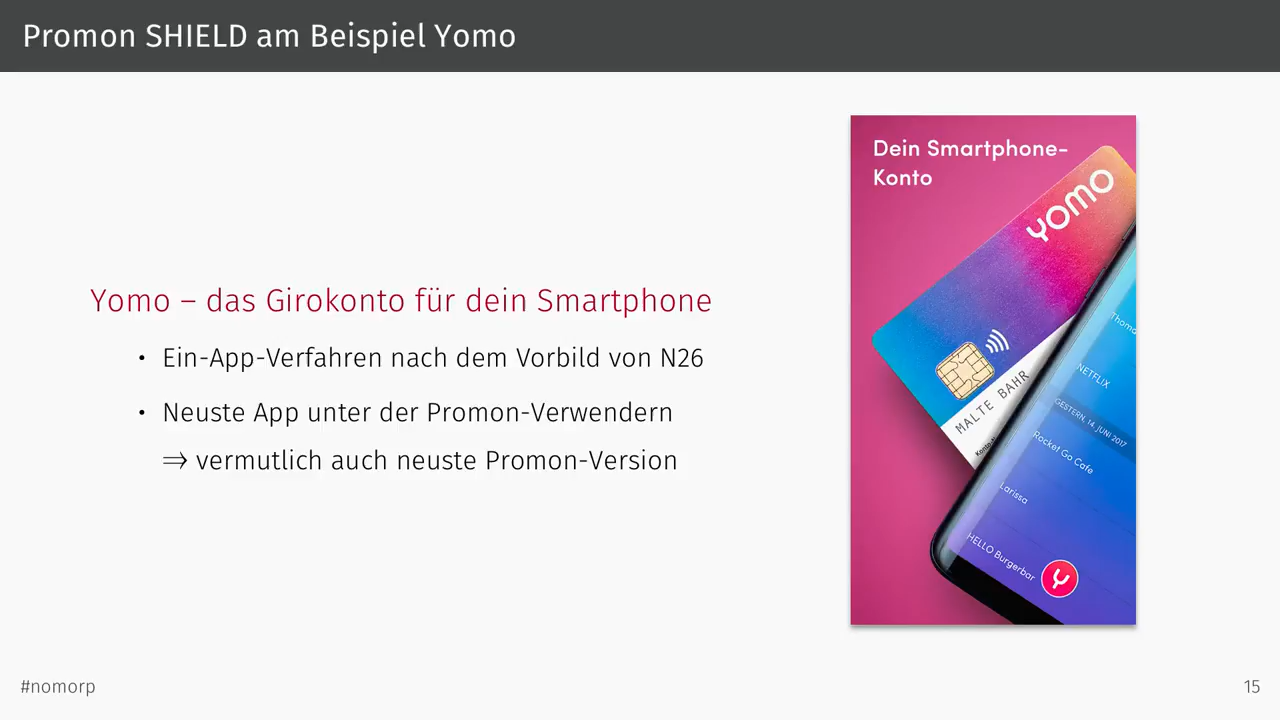 Promon SHIELD am Beispiel Yomo
Yomo – das Girokonto für dein Smartphone
• Ein-App-Verfahren nach dem Vorbild von N26
• Neuste App unter der Promon-Verwendern
⇒ vermutlich auch neuste Promon-Version
Dein Smartphone-
Konto
YOMO
MALTE BAHR
NETFLIX
GESTERN, 14. JUNI 2017
Rocket Go Cafe
Larissa
HELLO Burgerbar
#nomorp
15